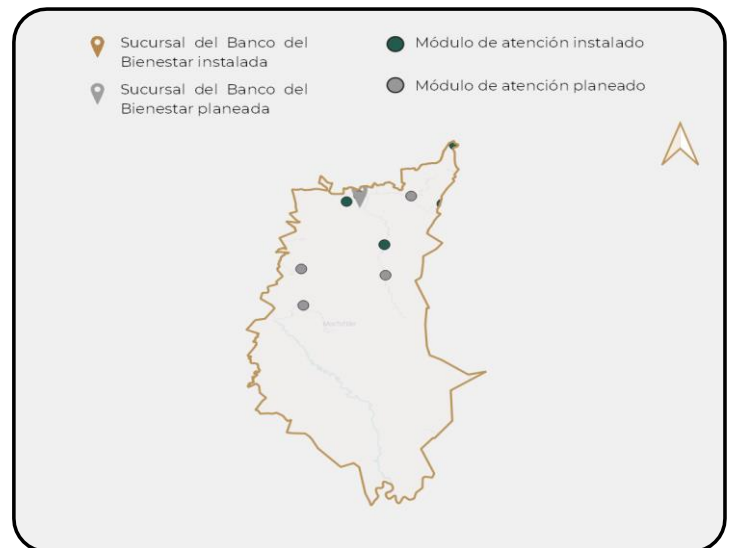 Sucursal del Banco del
Bienestar instalada
Sucursal del Banco del
Bienestar planeada
Módulo de atención instalado
Módulo de atención planeado